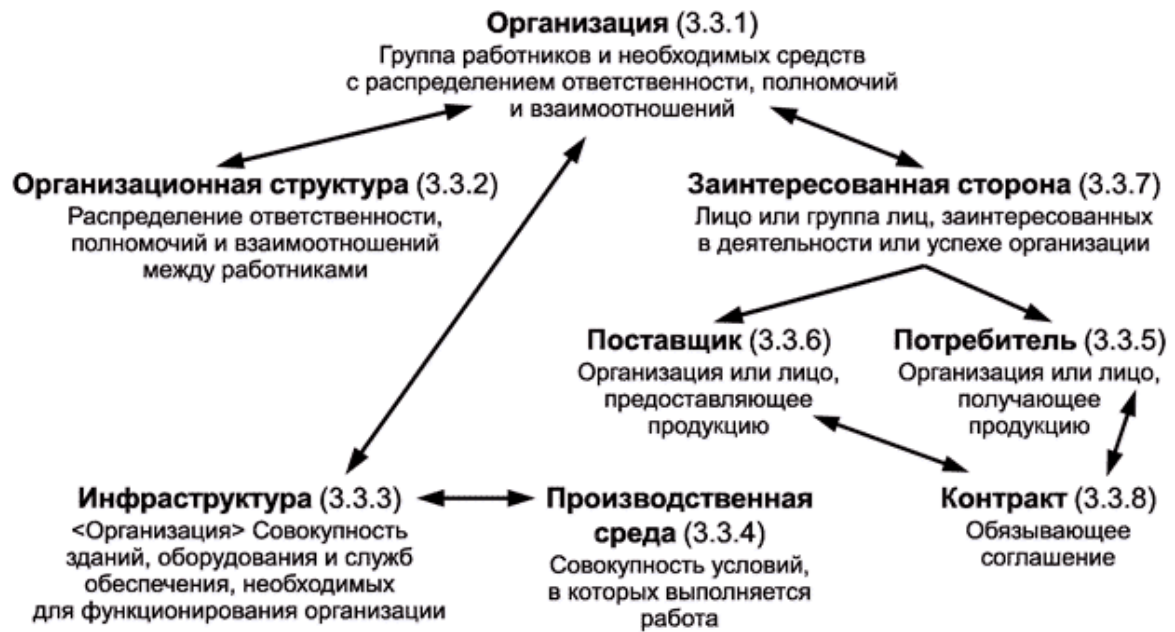 Организация (3.3.1)
Группа работников и необходимых средств
с распределением ответственности, полномочий
и взаимоотношений
Организационная структура (3.3.2)
Распределение ответственности,
полномочий и взаимоотношений
между работниками
Заинтересованная сторона (3.3.7)
Лицо или группа лиц, заинтересованных
в деятельности или успехе организации
Поставщик (3.3.6)
Организация или лицо,
предоставляющее
продукцию
Потребитель (3.3.5)
Организация или лицо,
получающее
продукцию
Инфраструктура (3.3.3)
<Организация> Совокупность
зданий, оборудования и служб
обеспечения, необходимых
для функционирования организации
Производственная
среда (3.3.4)
Совокупность условий,
в которых выполняется
работа
Контракт (3.3.8)
Обязывающее
соглашение